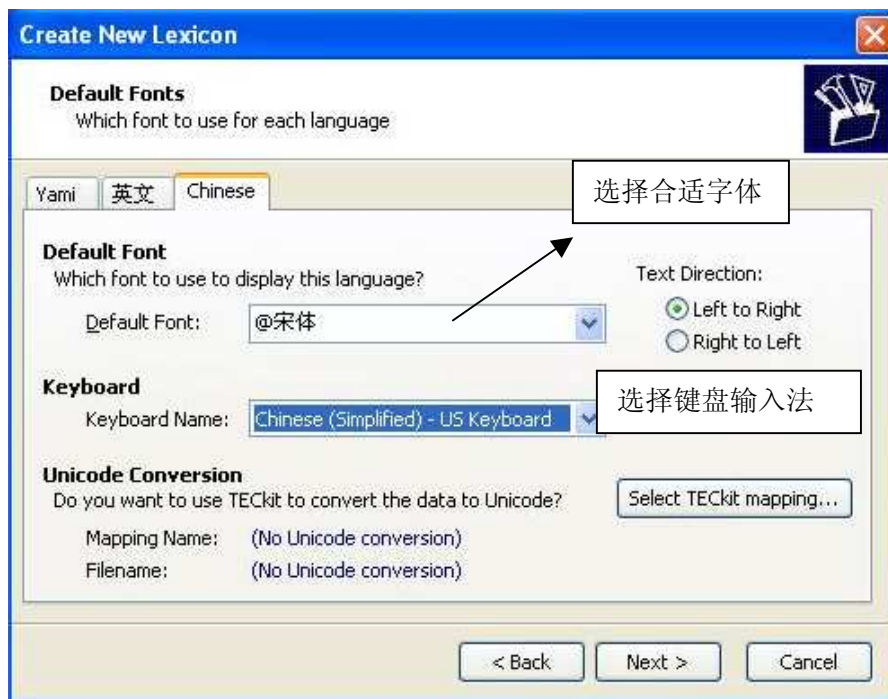 Create New Lexicon
Default Fonts
Which font to use for each language
Yami 英文 Chinese
选择合适字体
Default Font
Which font to use to display this language?
Text Direction:
Default Font: @宋体
Left to Right
Right to Left
Keyboard
选择键盘输入法
Keyboard Name: Chinese (Simplified) - US Keyboard
Unicode Conversion
Do you want to use TECkit to convert the data to Unicode?
Select TECkit mapping...
Mapping Name: (No Unicode conversion)
Filename: (No Unicode conversion)
< Back Next > Cancel